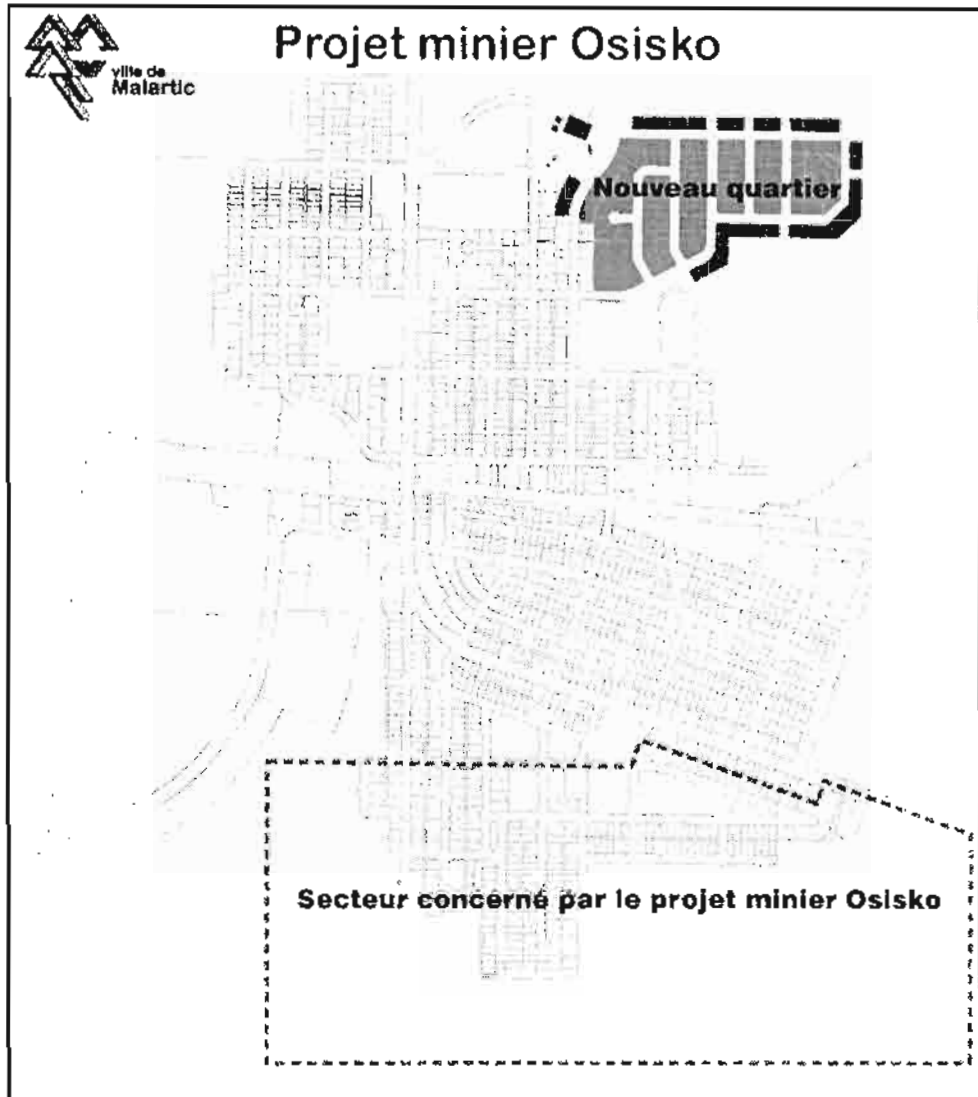 Projet minier Osisko
ville de
Malartic
Nouveau quartier
Secteur concerné par le projet minier Osisko